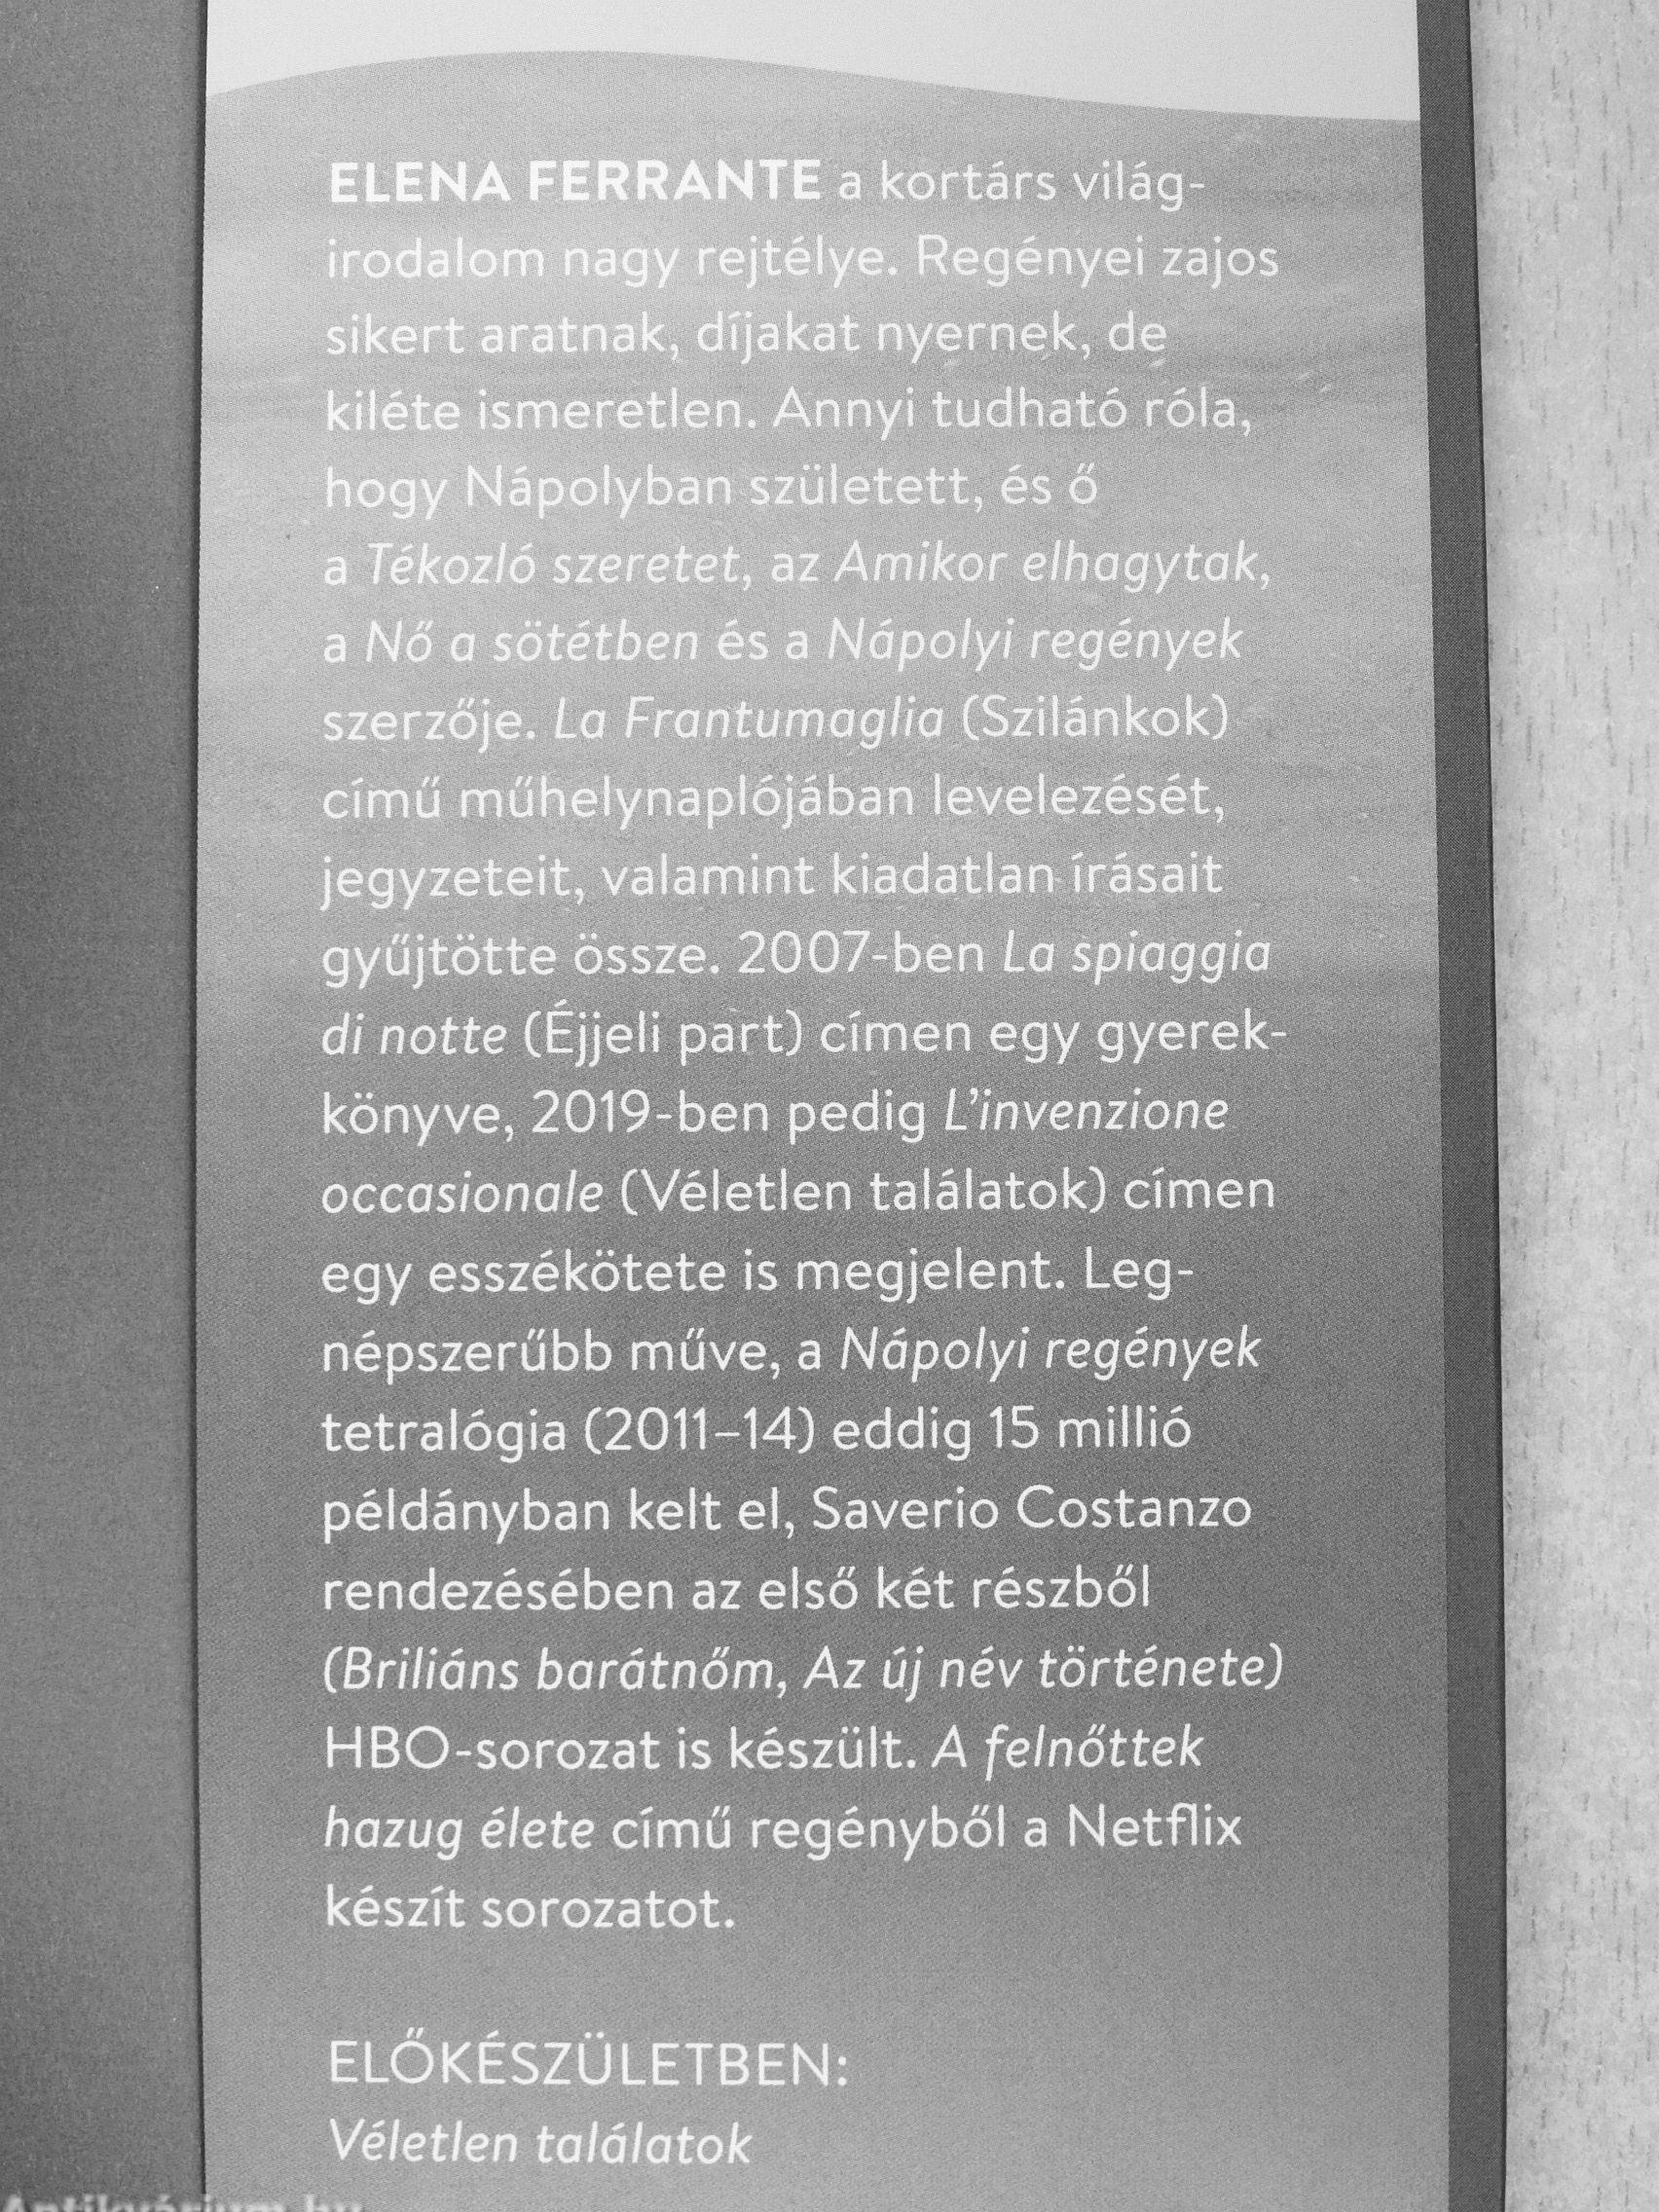 ELENA FERRANTE a kortárs világ-
irodalom nagy rejtélye. Regényei zajos
sikert aratnak, díjakat nyernek, de
kiléte ismeretlen. Annyi tudható róla,
hogy Nápolyban született, és ő
a Tékozló szeretet, az Amikor elhagytak,
a Nő a sötétben és a Nápolyi regények
szerzője. La Frantumaglia (Szilánkok)
című műhelynaplójában levelezését,
jegyzeteit, valamint kiadatlan írásait
gyűjtötte össze. 2007-ben La spiaggia
di notte (Éjjeli part) címen egy gyerek-
könyve, 2019-ben pedig L'invenzione
occasionale (Véletlen találatok) címen
egy esszékötete is megjelent. Leg-
népszerűbb műve, a Nápolyi regények
tetralógia (2011–14) eddig 15 millió
példányban kelt el, Saverio Costanzo
rendezésében az első két részből
(Briliáns barátnőm, Az új név története)
HBO-sorozat is készült. A felnőttek
hazug élete című regényből a Netflix
készít sorozatot.
ELŐKÉSZÜLETBEN:
Véletlen találatok
Antikvárium.hu